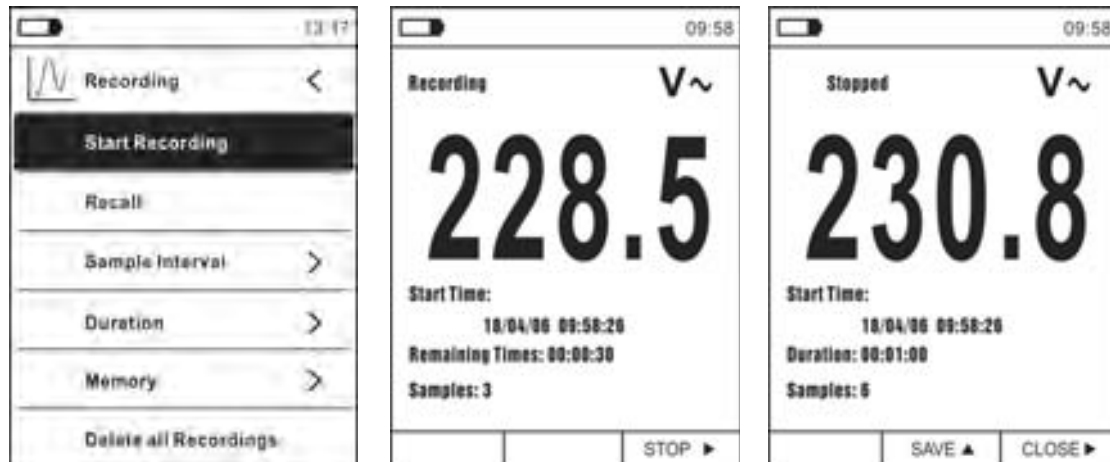 13:17
Recording <
Start Recording
Recall
Sample Interval >
Duration >
Memory >
Delete all Recordings
09:58
Recording V~
228.5
Start Time:
18/04/06 09:58:26
Remaining Times: 00:00:30
Samples: 3
STOP ►
09:58
Stopped V~
230.8
Start Time:
18/04/06 09:58:26
Duration: 00:01:00
Samples: 6
SAVE ▲ CLOSE ►